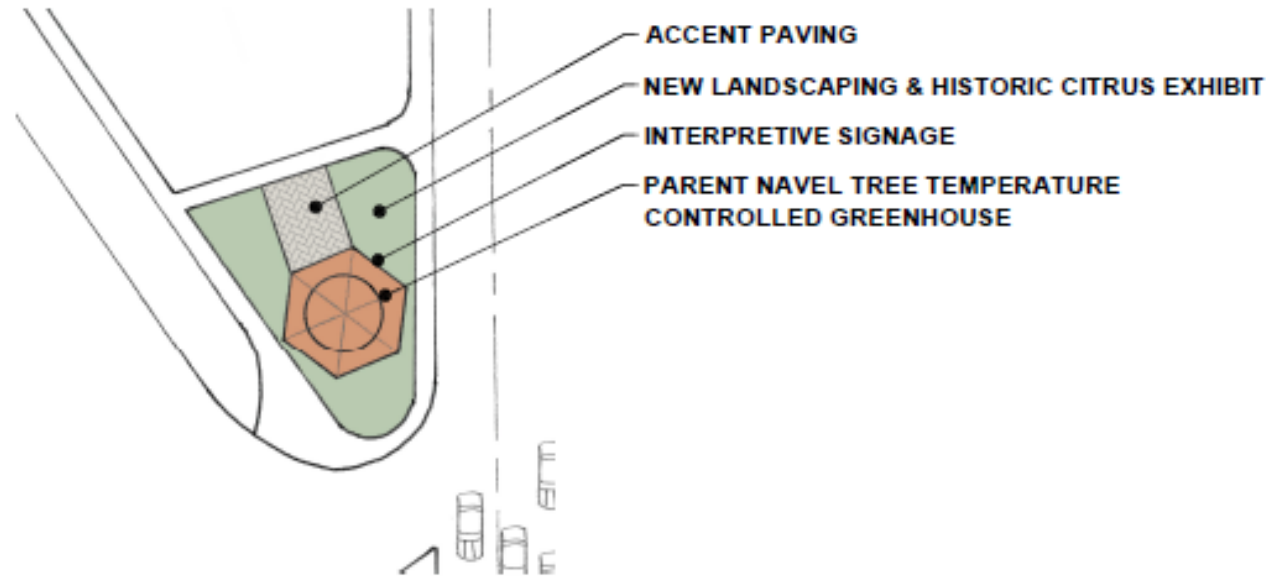 ACCENT PAVING
NEW LANDSCAPING & HISTORIC CITRUS EXHIBIT
INTERPRETIVE SIGNAGE
PARENT NAVEL TREE TEMPERATURE
CONTROLLED GREENHOUSE